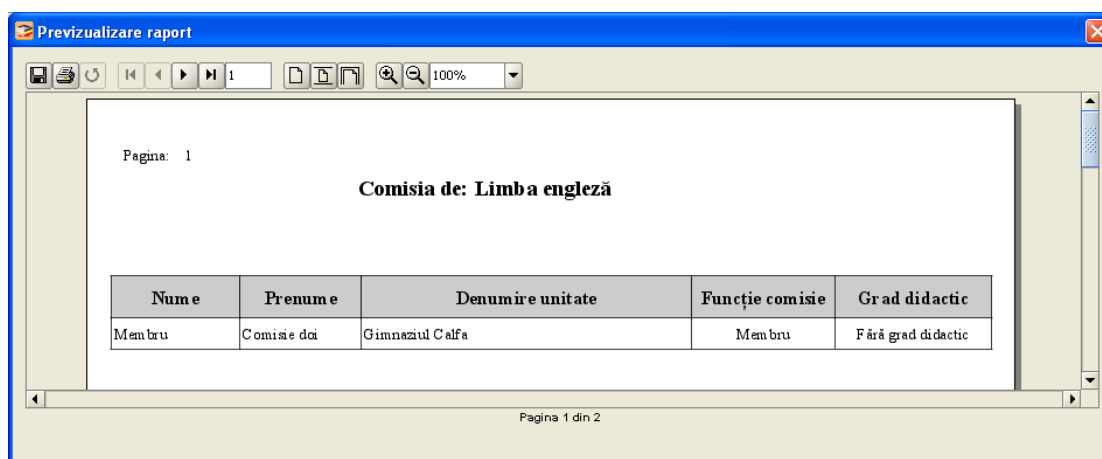 Previzualizare raport
1 100%
Pagina: 1
Comisia de: Limba engleză
Nume Prenume Denumire unitate Funcție comisie Grad didactic
Membru Comisie doi Gimnaziul Calfa Membru Fără grad didactic
Pagina 1 din 2